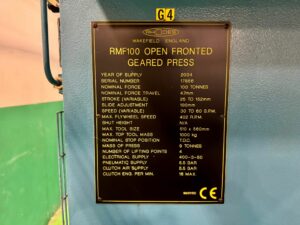 G4
RHODES
WAKEFIELD ENGLAND
RMF100 OPEN FRONTED
GEARED PRESS
YEAR OF SUPPLY 2004
SERIAL NUMBER
NOMINAL FORCE 100 TONNES
NOMINAL FORCE TRAVEL 4.7mm
STROKE (VARIABLE) 25 TO 152mm
SLIDE ADJUSTMENT 100mm
SPEED (VARIABLE) 30 TO 60 S.P.M.
MAX FLYWHEEL SPEED 402 R.P.M.
SHUT HEIGHT N/A
MAX. TOOL SIZE 510 x 560mm
MAX TOP TOOL MASS 1000 kg
NOMINAL STOP POSITION T.D.C.
MASS OF PRESS 9 TONNES
NUMBER OF LIFTING POINTS 4
ELECTRICAL SUPPLY 400-3-50
PNEUMATIC SUPPLY 5.5 BAR
CLUTCH AIR SUPPLY 5.5 BAR
CLUTCH ENG. PER MIN. 18 MAX.
CE